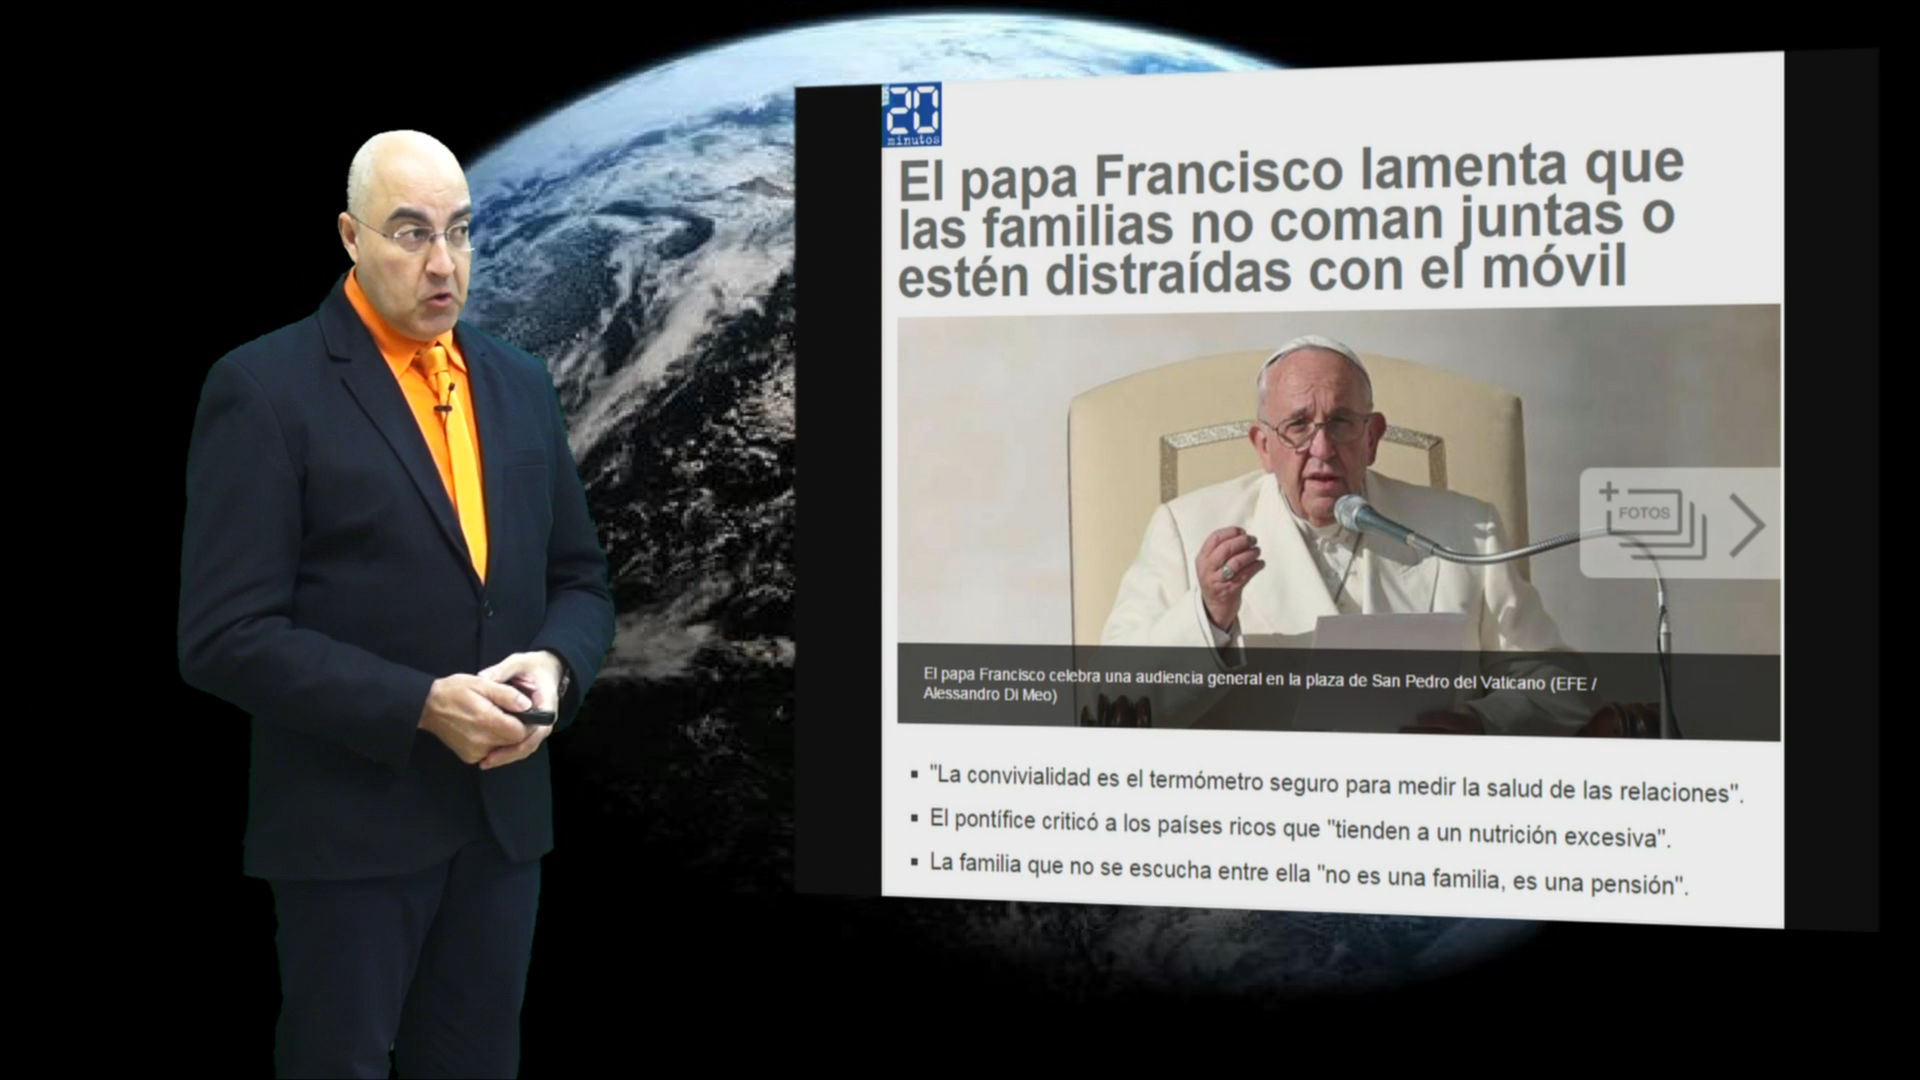 20
minutos
El papa Francisco lamenta que
las familias no coman juntas o
estén distraídas con el móvil
FOTOS
El papa Francisco celebra una audiencia general en la plaza de San Pedro del Vaticano (EFE /
Alessandro Di Meo)
▪ "La convivialidad es el termómetro seguro para medir la salud de las relaciones".
▪ El pontífice criticó a los países ricos que "tienden a un nutrición excesiva".
▪ La familia que no se escucha entre ella "no es una familia, es una pensión".